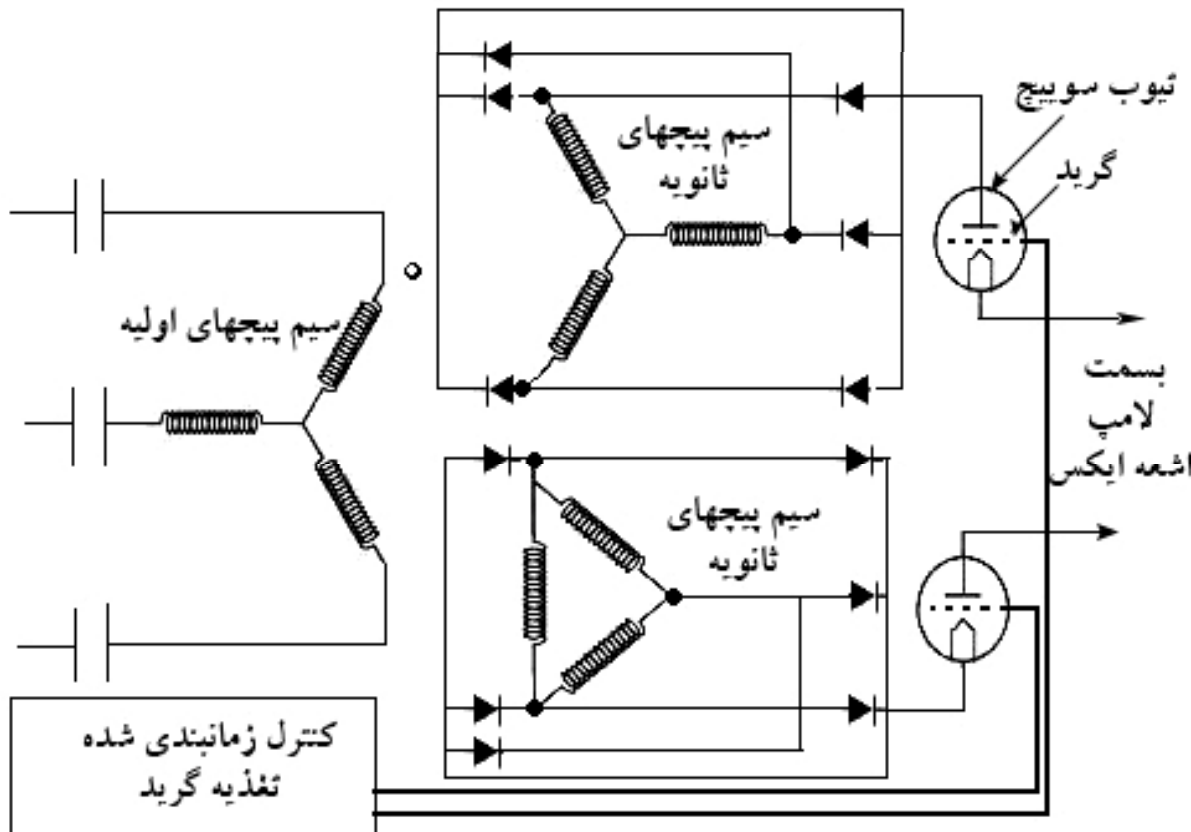 تیوب سوییچ
گرید
سیم پیچهای
ثانویه
سیم پیچهای اولیه
بسمت
لامپ
اشعه ایکس
سیم پیچهای
ثانویه
کنترل زمانبندی شده
تغذیه گرید